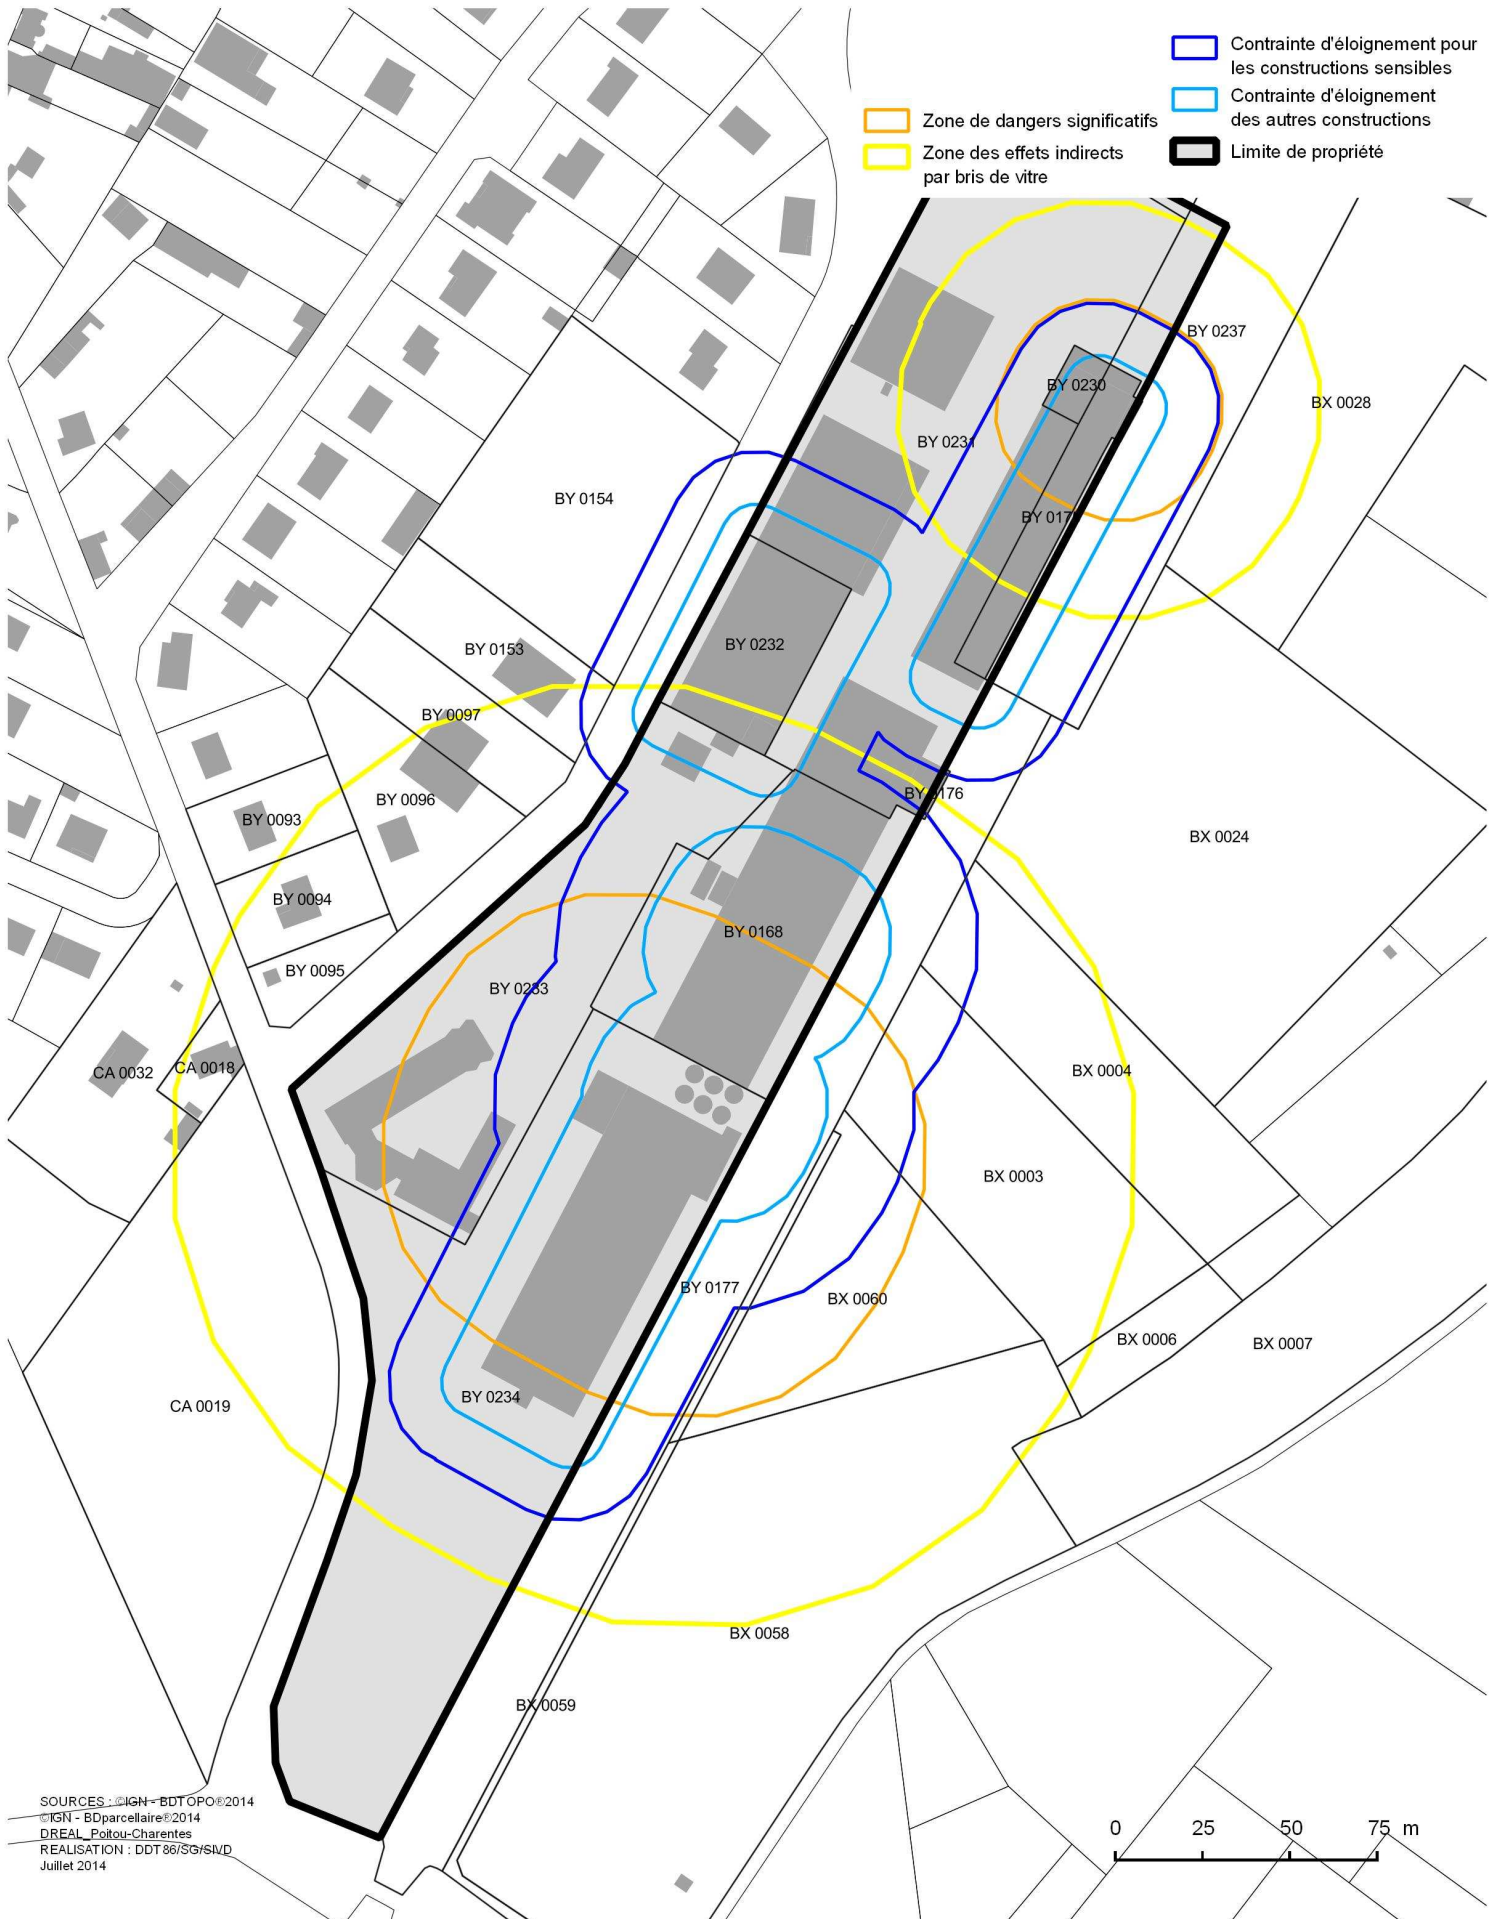 Contrainte d'éloignement pour
les constructions sensibles
Contrainte d'éloignement
des autres constructions
Zone de dangers significatifs
Zone des effets indirects
par bris de vitre
Limite de propriété
BY 0237
BY 0230
BX 0028
BY 0231
BY 0154
BY 017
BY 0232
BY 0153
BY 0097
BY 0096
BY 0176
BY 0093
BX 0024
BY 0094
BY 0168
BY 0095
BY 0233
CA 0032
CA 0018
BX 0004
BX 0003
BY 0177
BX 0060
BX 0006
BX 0007
BY 0234
CA 0019
BX 0058
BX 0059
SOURCES : ©IGN - BDTOPO®2014
©IGN - BDparcellaire®2014
DREAL_Poitou-Charentes
REALISATION : DDT86/SG/SIVD
Juillet 2014
0 25 50 75 m